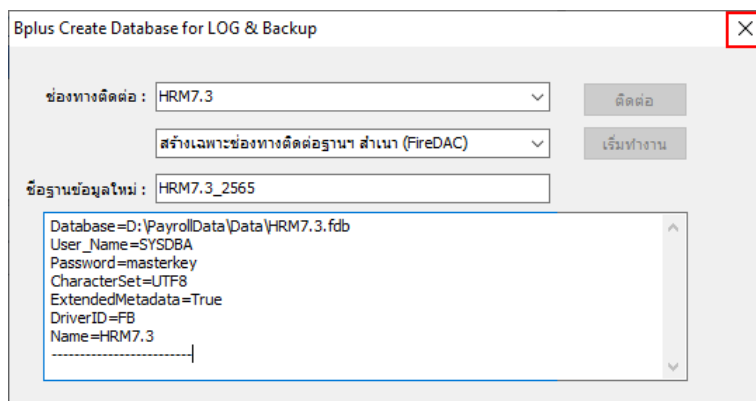 Bplus Create Database for LOG & Backup
ช่องทางติดต่อ : HRM7.3 ติดต่อ
สร้างเฉพาะช่องทางติดต่อฐานฯ สำเนา (FireDAC) เริ่มทำงาน
ชื่อฐานข้อมูลใหม่ : HRM7.3_2565
Database=D:\PayrollData\Data\HRM7.3.fdb
User_Name=SYSDBA
Password=masterkey
CharacterSet=UTF8
ExtendedMetadata=True
DriverID=FB
Name=HRM7.3
-------------------------